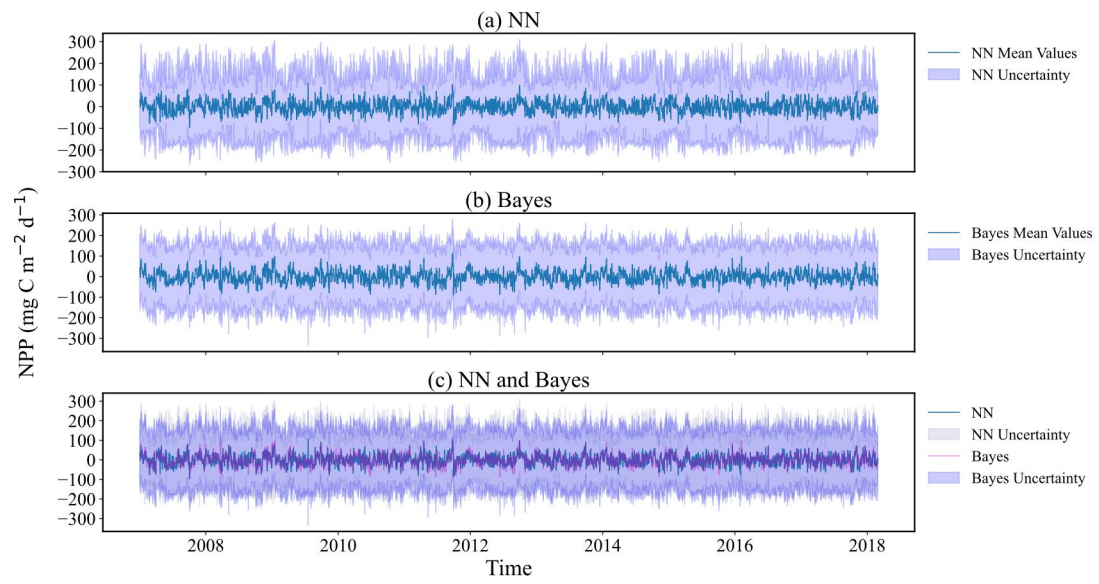 (a) NN
300
200
100
0
−100
−200
−300
NN Mean Values
NN Uncertainty
(b) Bayes
300
200
100
0
−100
−200
−300
Bayes Mean Values
Bayes Uncertainty
NPP (mg C m⁻² d⁻¹)
(c) NN and Bayes
300
200
100
0
−100
−200
−300
NN
NN Uncertainty
Bayes
Bayes Uncertainty
2008 2010 2012 2014 2016 2018
Time